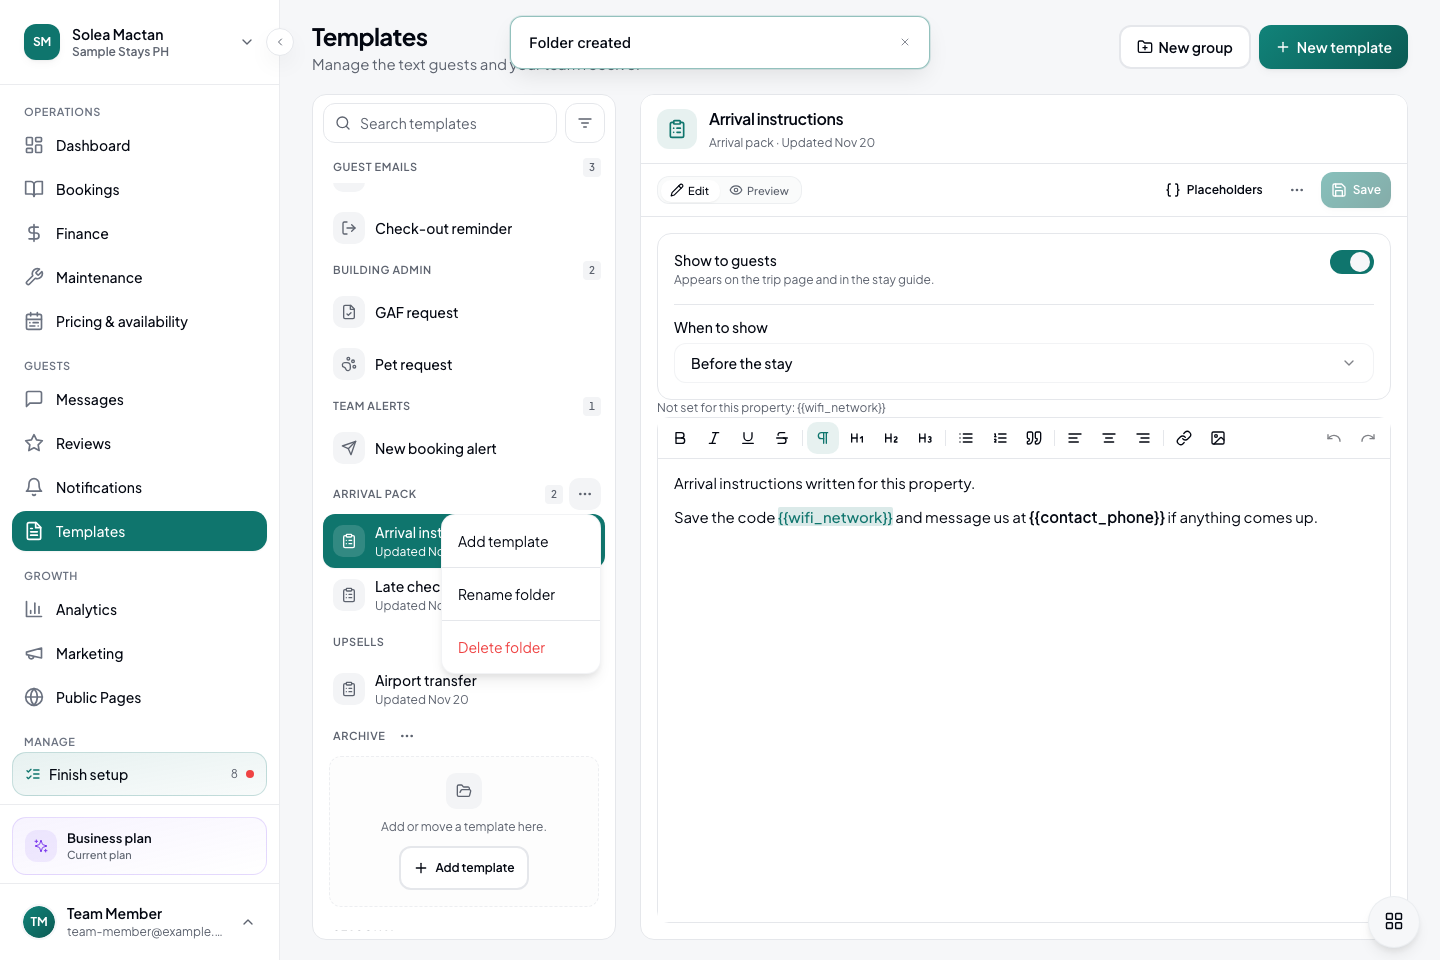 SM
Solea Mactan
Sample Stays PH
OPERATIONS
Dashboard
Bookings
Finance
Maintenance
Pricing & availability
GUESTS
Messages
Reviews
Notifications
Templates
GROWTH
Analytics
Marketing
Public Pages
MANAGE
Finish setup
8
Business plan
Current plan
TM
Team Member
team-member@example....
Templates
Manage the text guests and
Folder created
New group
New template
Search templates
GUEST EMAILS
3
Check-out reminder
BUILDING ADMIN
2
GAF request
Pet request
TEAM ALERTS
1
New booking alert
ARRIVAL PACK
2
Arrival inst
Updated No
Late chec
Updated No
Add template
Rename folder
Delete folder
UPSELLS
Airport transfer
Updated Nov 20
ARCHIVE
Add or move a template here.
Add template
Arrival instructions
Arrival pack · Updated Nov 20
Edit
Preview
Placeholders
Save
Show to guests
Appears on the trip page and in the stay guide.
When to show
Before the stay
Not set for this property: {{wifi_network}}
B I U S H1 H2 H3
Arrival instructions written for this property.
Save the code {{wifi_network}} and message us at {{contact_phone}} if anything comes up.